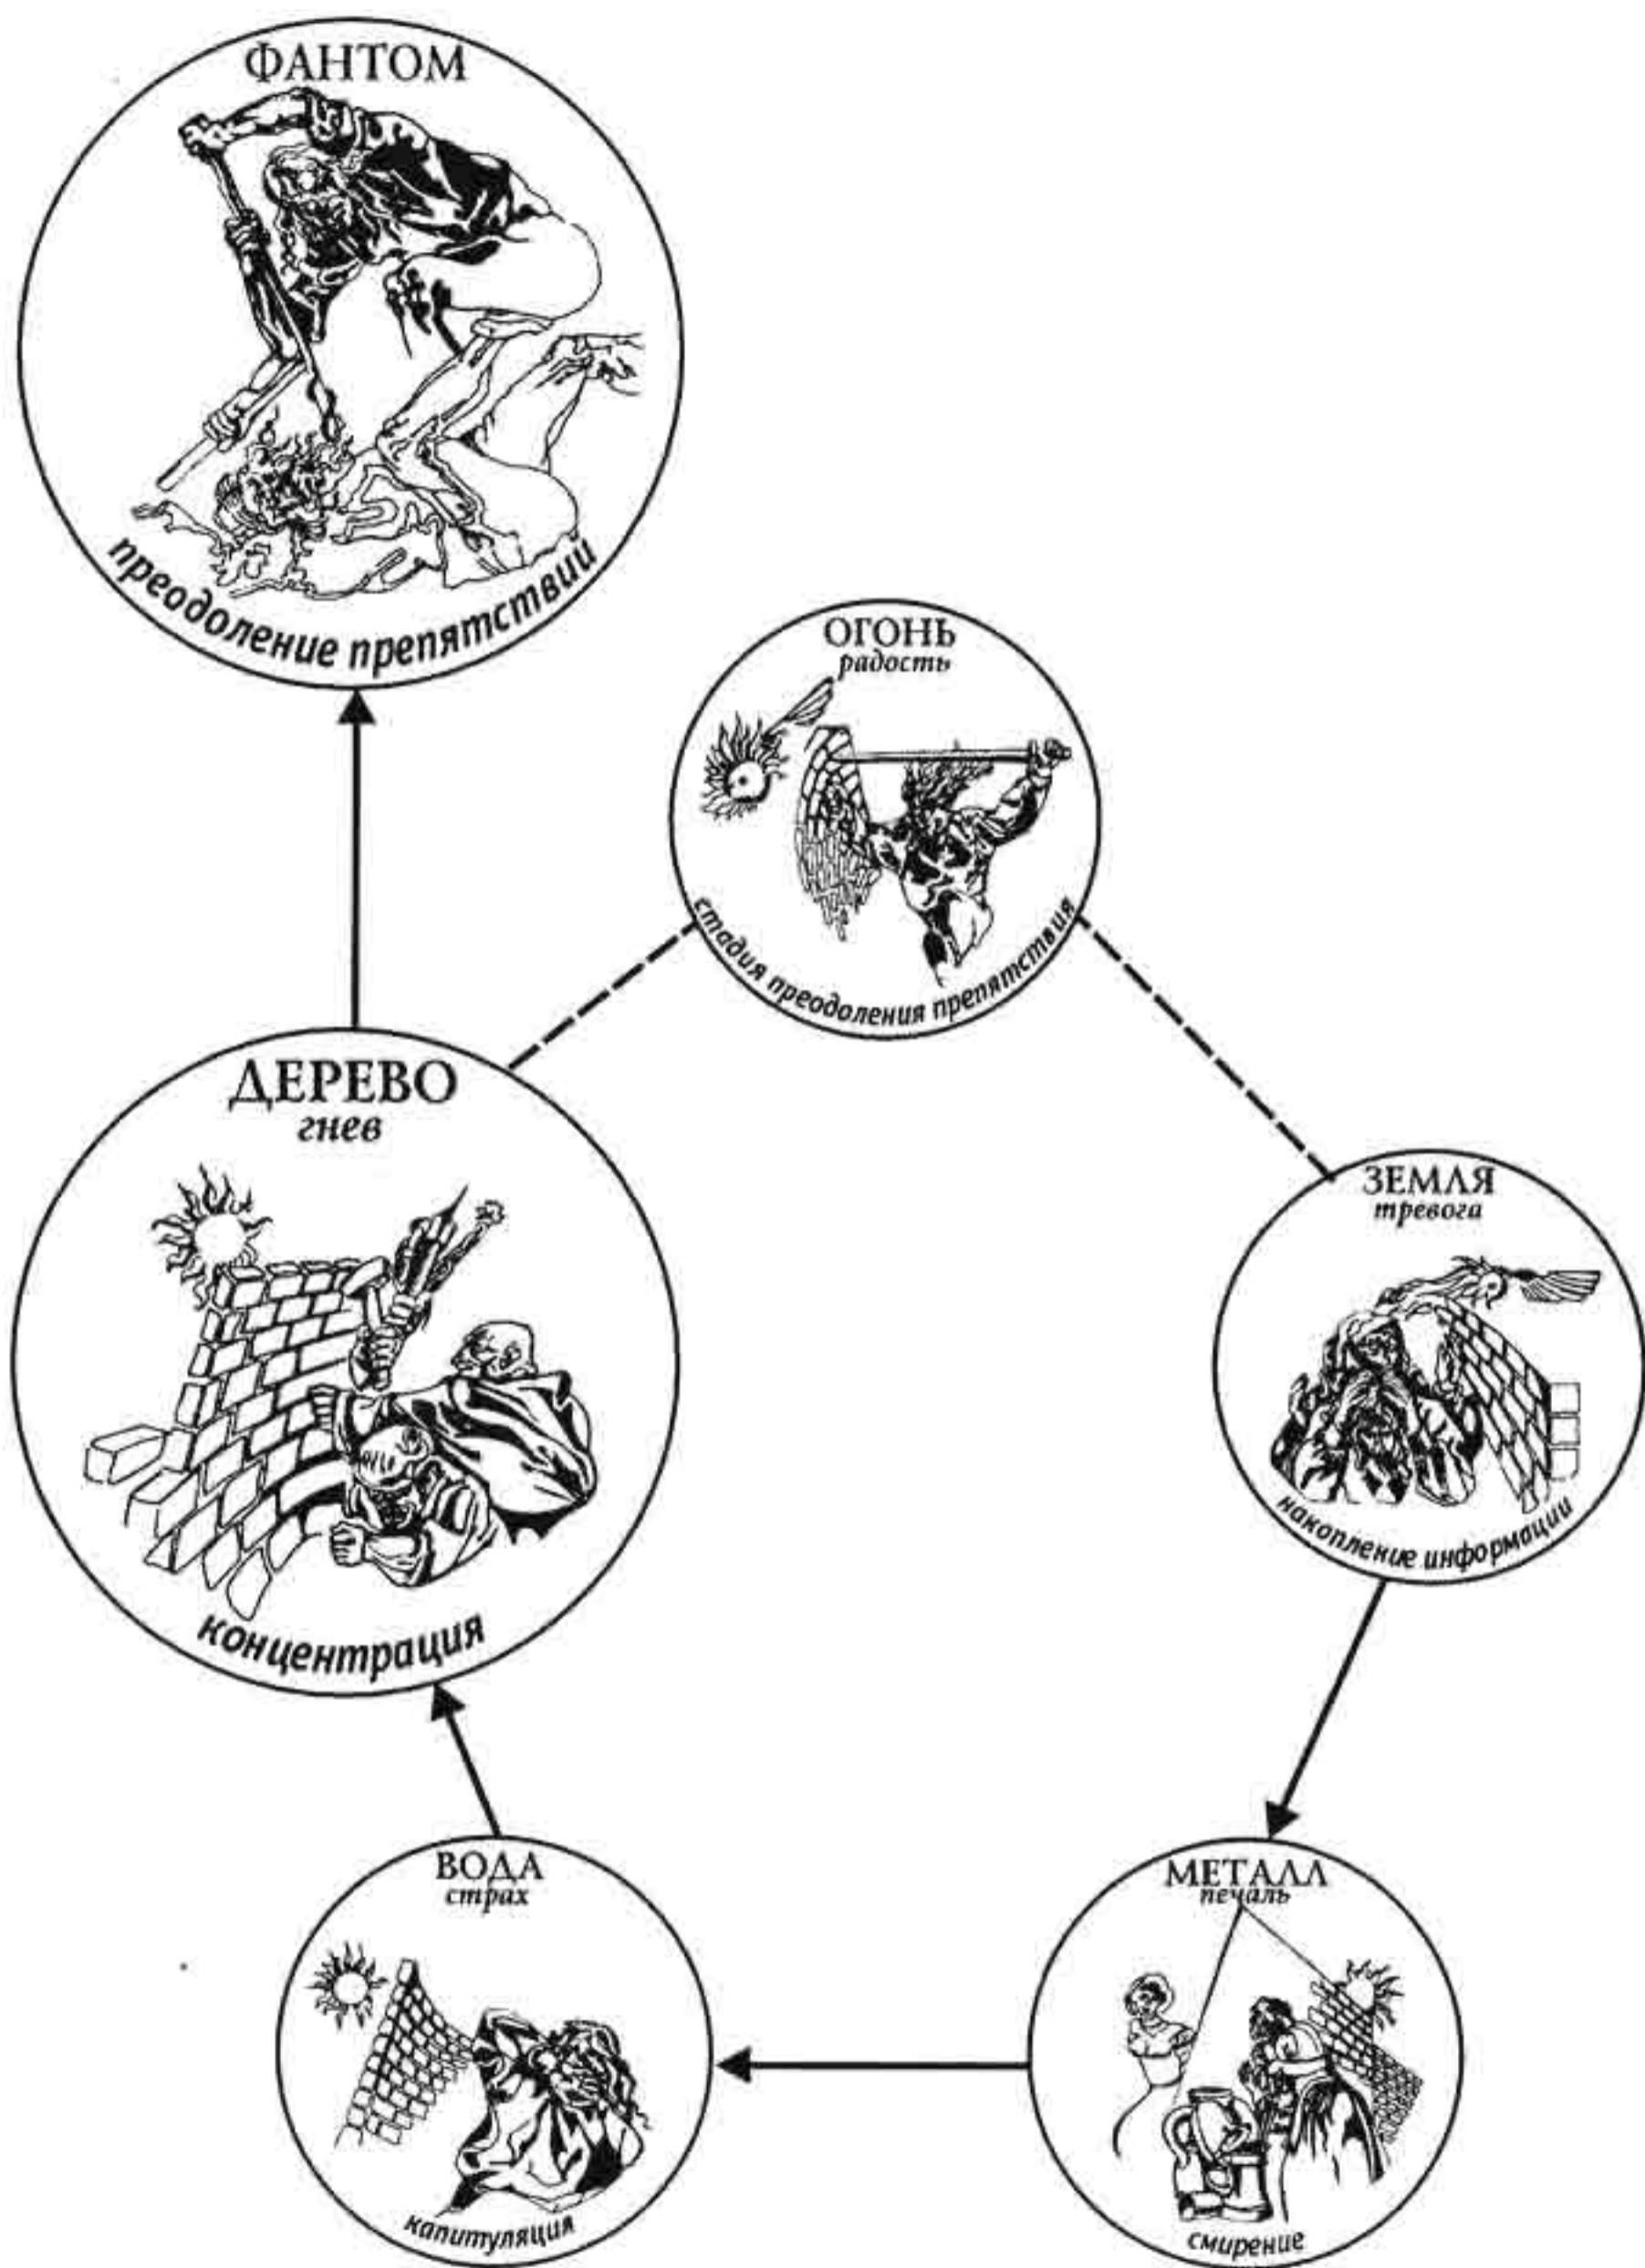 ФАНТОМ
преодоление препятствий
ОГОНЬ
радость
стадия преодоления препятствия
ДЕРЕВО
гнев
концентрация
ЗЕМЛЯ
тревога
накопление информации
ВОДА
страх
капитуляция
МЕТАЛЛ
печаль
смирение